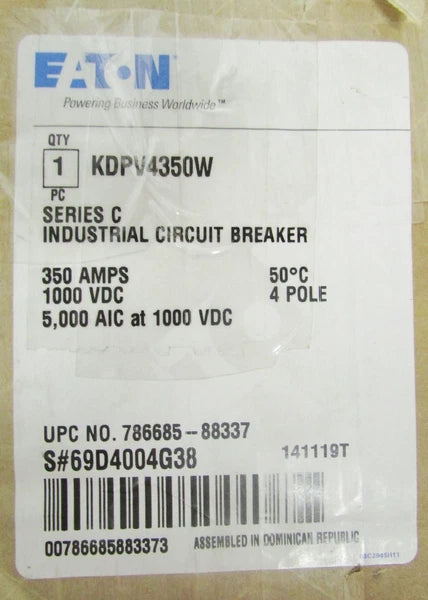 EATON
Powering Business Worldwide™
QTY
1 KDPV4350W
PC
SERIES C
INDUSTRIAL CIRCUIT BREAKER
350 AMPS 50°C
1000 VDC 4 POLE
5,000 AIC at 1000 VDC
UPC NO. 786685-88337
S#69D4004G38 141119T
00786685883373 ASSEMBLED IN DOMINICAN REPUBLIC